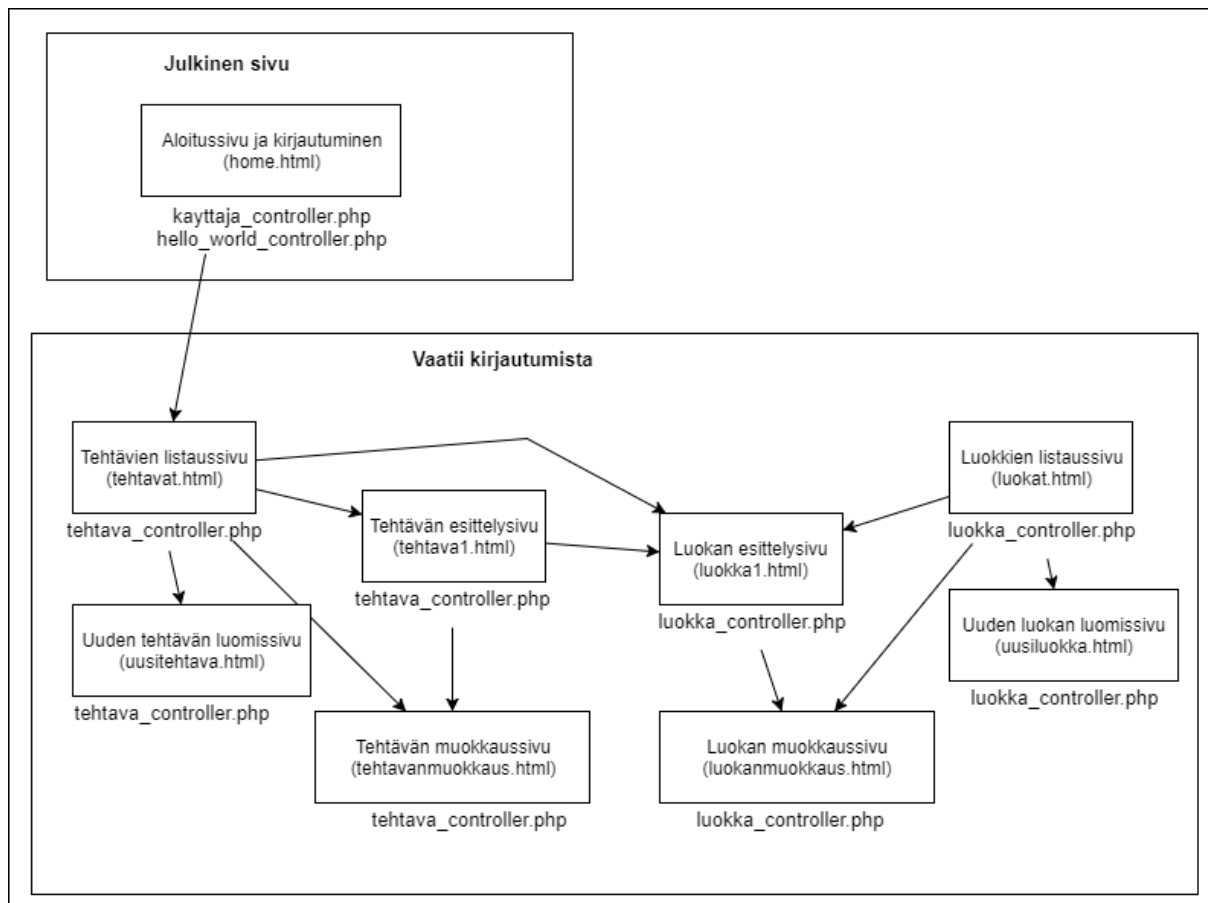 Julkinen sivu
Aloitussivu ja kirjautuminen
(home.html)
kayttaja_controller.php
hello_world_controller.php
Vaatii kirjautumista
Tehtävien listaussivu
(tehtavat.html)
tehtava_controller.php
Tehtävän esittelysivu
(tehtava1.html)
tehtava_controller.php
Luokan esittelysivu
(luokka1.html)
luokka_controller.php
Luokkien listaussivu
(luokat.html)
luokka_controller.php
Uuden tehtävän luomissivu
(uusitehtava.html)
tehtava_controller.php
Uuden luokan luomissivu
(uusiluokka.html)
luokka_controller.php
Tehtävän muokkaussivu
(tehtavanmuokkaus.html)
tehtava_controller.php
Luokan muokkaussivu
(luokanmuokkaus.html)
luokka_controller.php